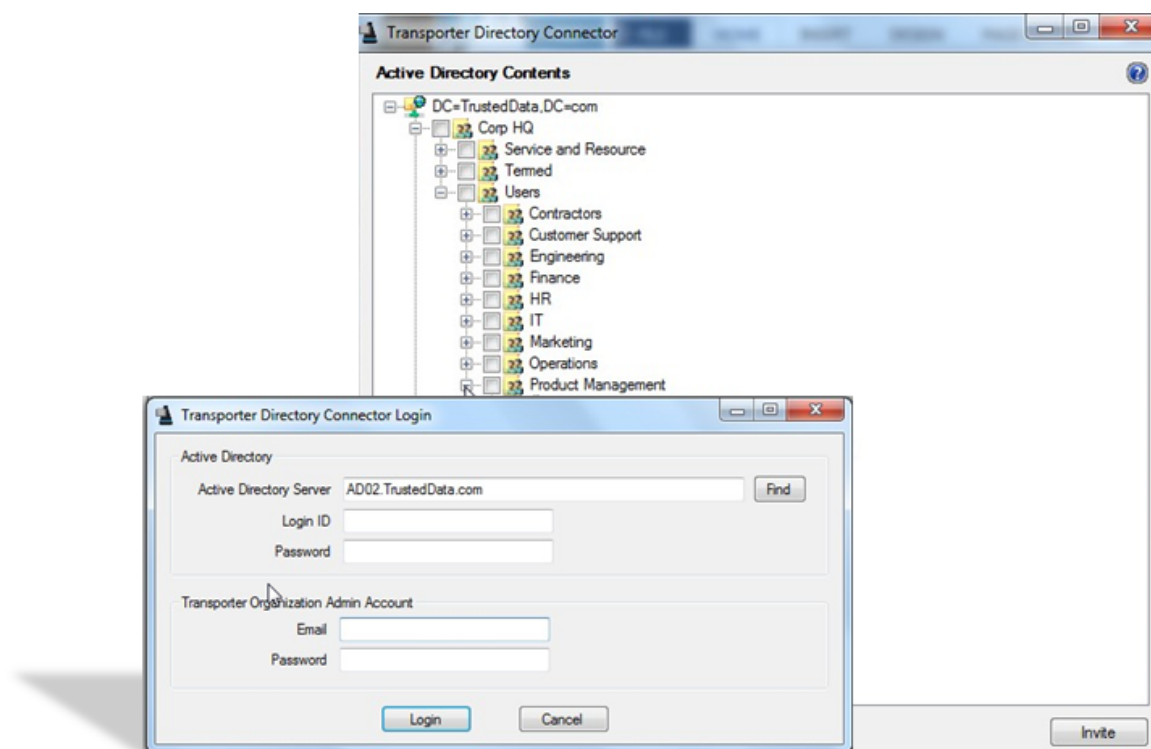 Transporter Directory Connector
Active Directory Contents
DC=TrustedData,DC=com
Corp HQ
Service and Resource
Termed
Users
Contractors
Customer Support
Engineering
Finance
HR
IT
Marketing
Operations
Product Management
Transporter Directory Connector Login
Active Directory
Active Directory Server AD02.TrustedData.com Find
Login ID
Password
Transporter Organization Admin Account
Email
Password
Login Cancel
Invite